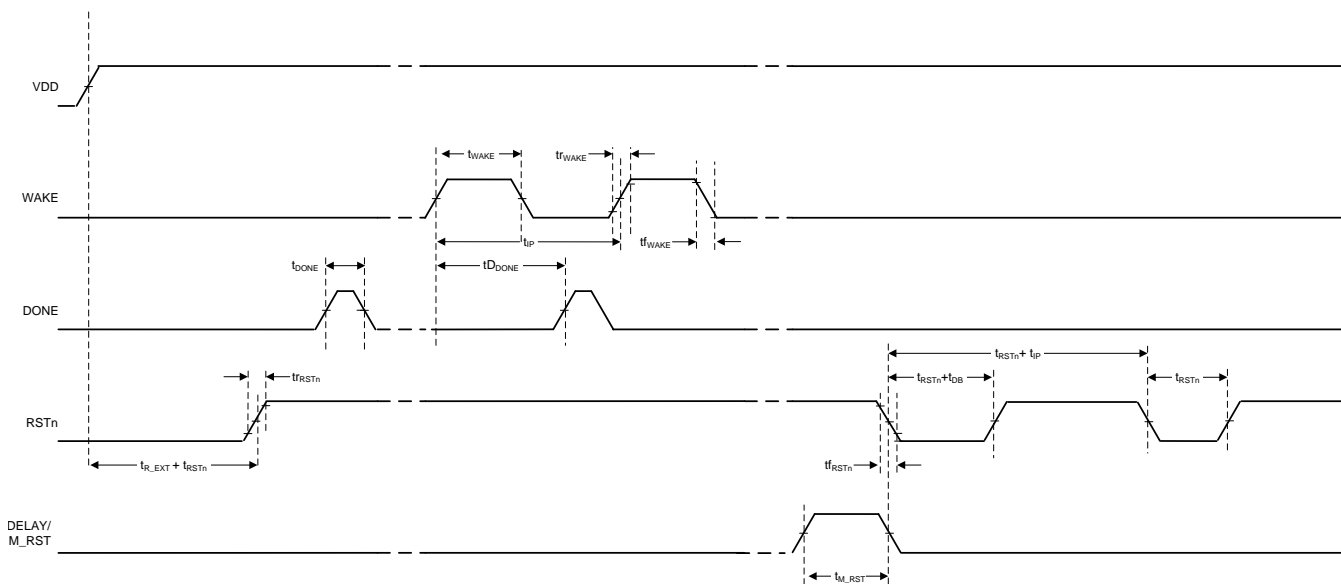 VDD
tWAKE
trWAKE
WAKE
tIP
tfWAKE
tDONE
tDDONE
DONE
tRSTn+ tIP
tRSTn+tDB
tRSTn
trRSTn
RSTn
tR_EXT + tRSTn
tfRSTn
DELAY/
M_RST
tM_RST